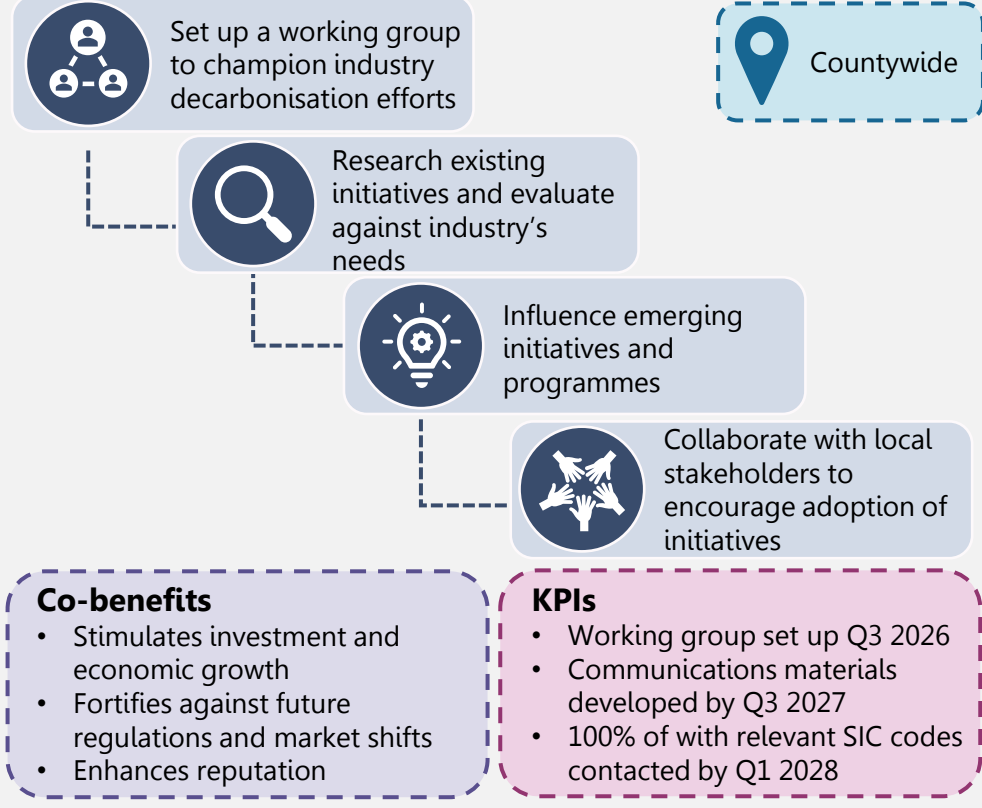 Set up a working group
to champion industry
decarbonisation efforts
Countywide
Research existing
initiatives and evaluate
against industry's
needs
Influence emerging
initiatives and
programmes
Collaborate with local
stakeholders to
encourage adoption of
initiatives
Co-benefits
• Stimulates investment and
economic growth
• Fortifies against future
regulations and market shifts
• Enhances reputation
KPIs
• Working group set up Q3 2026
• Communications materials
developed by Q3 2027
• 100% of with relevant SIC codes
contacted by Q1 2028